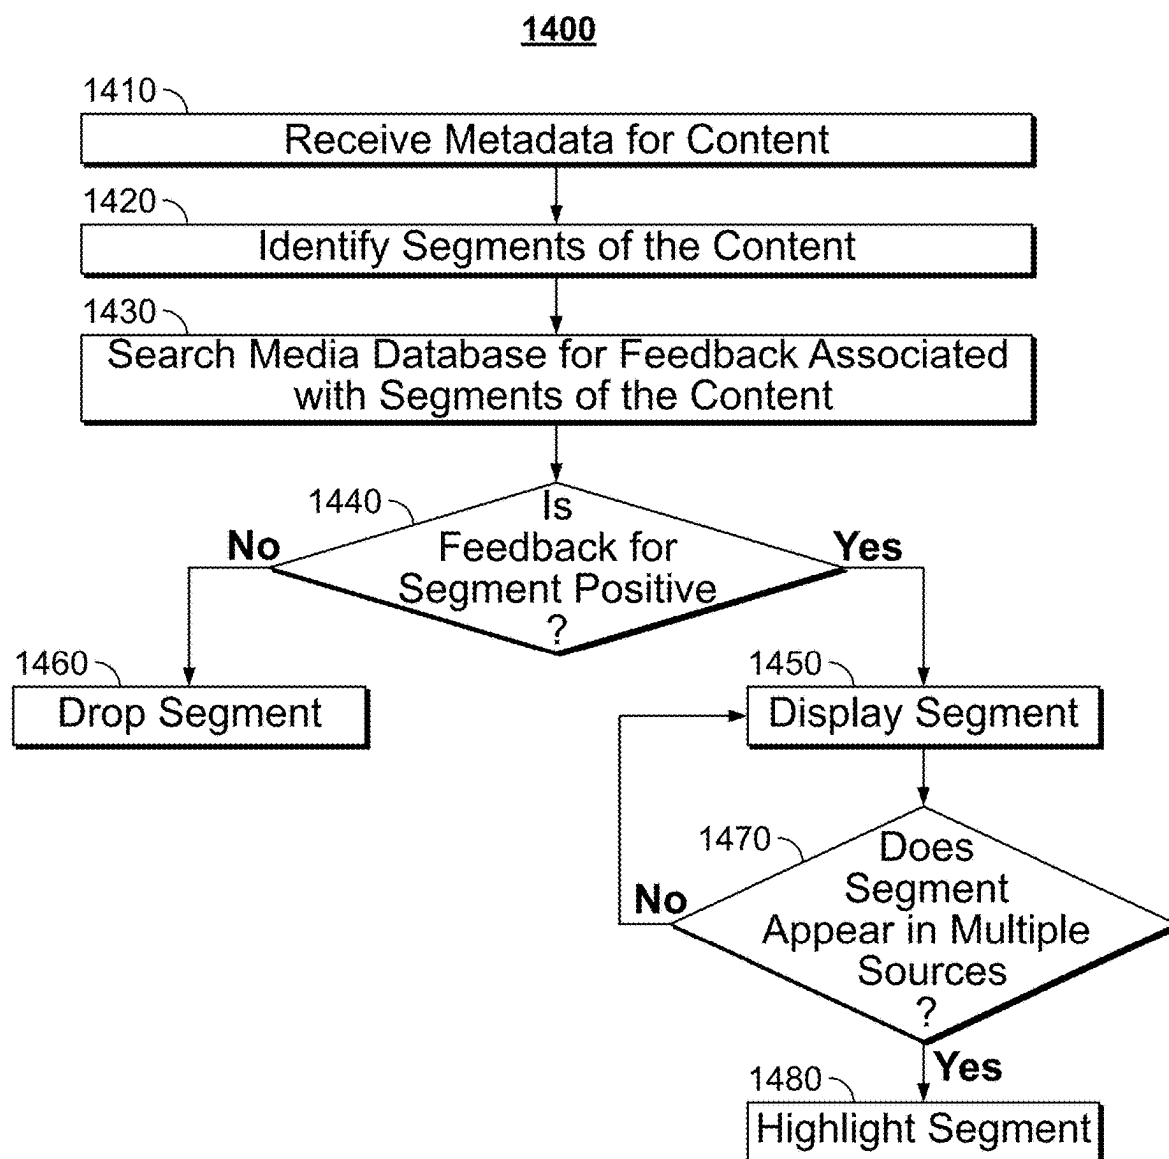 1400
1410
Receive Metadata for Content
1420
Identify Segments of the Content
1430
Search Media Database for Feedback Associated
with Segments of the Content
1440
Is
Feedback for
Segment Positive
?
No
Yes
1460
Drop Segment
1450
Display Segment
1470
Does
Segment
Appear in Multiple
Sources
?
No
Yes
1480
Highlight Segment